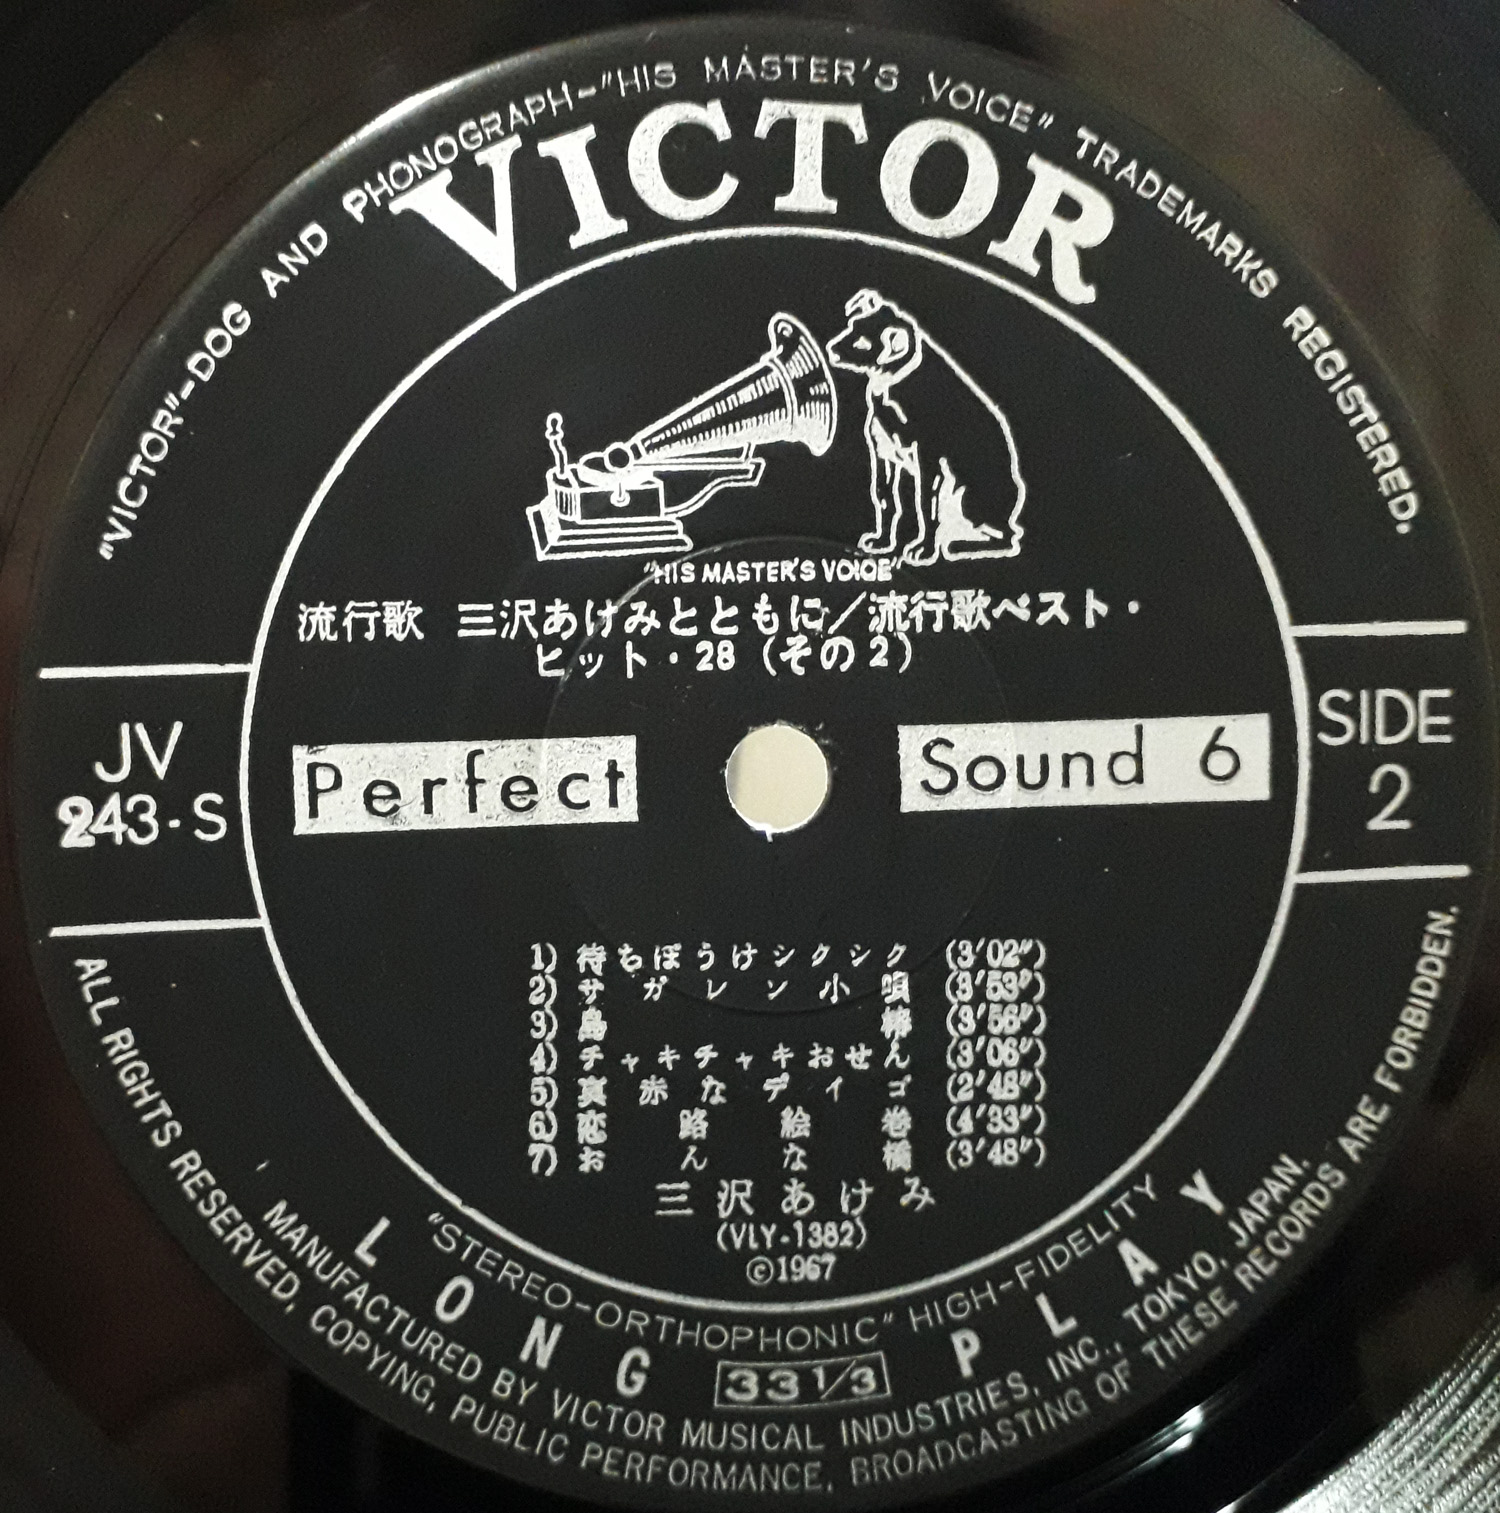 "VICTOR"-DOG AND PHONOGRAPH-"HIS MASTER'S VOICE" TRADEMARKS REGISTERED.
VICTOR
"HIS MASTER'S VOICE"
流行歌 三沢あけみとともに／流行歌ベスト・
ヒット・28（その2）
JV
243-S
Perfect
Sound 6
SIDE
2
1) 待ちぼうけシクシク (3′02″)
2) サガレン小唄 (3′53″)
3) 島椿 (3′56″)
4) チャキチャキおせん (3′06″)
5) 真赤なデイゴ (2′48″)
6) 恋路絵巻 (4′33″)
7) おんな橋 (3′48″)
三沢あけみ
(VLY-1382)
©1967
"STEREO-ORTHOPHONIC" HIGH-FIDELITY
LONG 33 1/3 PLAY
MANUFACTURED BY VICTOR MUSICAL INDUSTRIES, INC., TOKYO, JAPAN.
ALL RIGHTS RESERVED, COPYING, PUBLIC PERFORMANCE, BROADCASTING OF THESE RECORDS ARE FORBIDDEN.